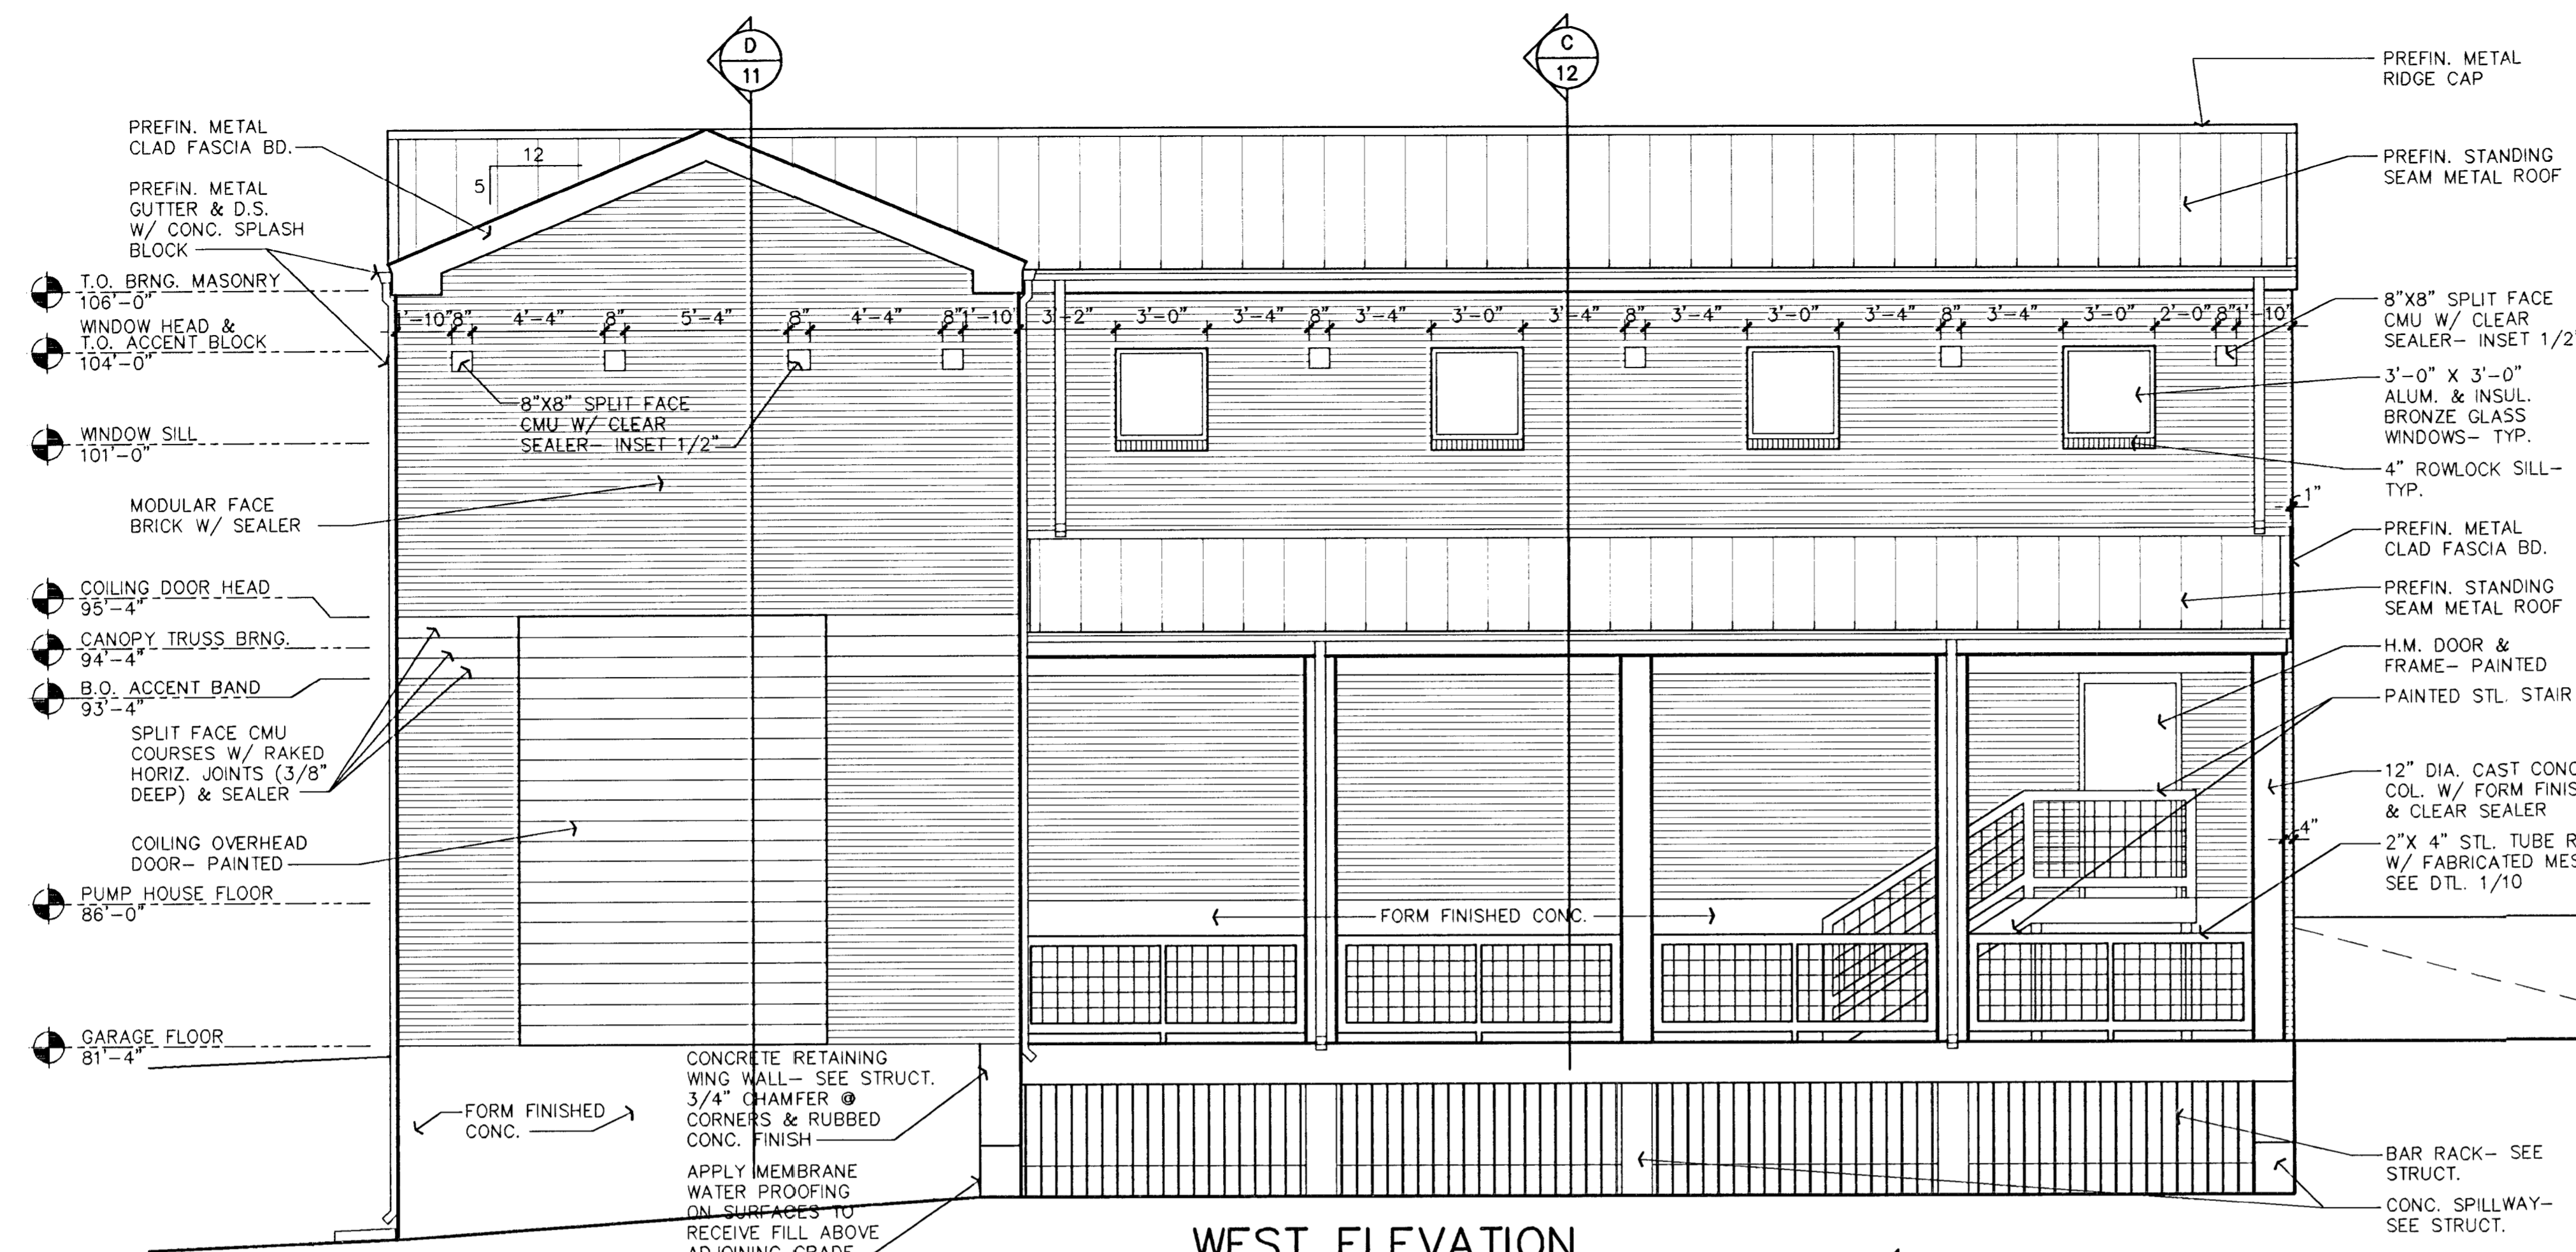 D
11
C
12
PREFIN. METAL
RIDGE CAP
PREFIN. STANDING
SEAM METAL ROOF
PREFIN. METAL
CLAD FASCIA BD.
12
5
PREFIN. METAL
GUTTER & D.S.
W/ CONC. SPLASH
BLOCK
T.O. BRNG. MASONRY
106'-0"
WINDOW HEAD &
T.O. ACCENT BLOCK
104'-0"
WINDOW SILL
101'-0"
MODULAR FACE
BRICK W/ SEALER
COILING DOOR HEAD
95'-4"
CANOPY TRUSS BRNG.
94'-4"
B.O. ACCENT BAND
93'-4"
SPLIT FACE CMU
COURSES W/ RAKED
HORIZ. JOINTS (3/8"
DEEP) & SEALER
COILING OVERHEAD
DOOR- PAINTED
PUMP HOUSE FLOOR
86'-0"
GARAGE FLOOR
81'-4"
1'-10" 8" 4'-4" 8" 5'-4" 8" 4'-4" 8" 1'-10" 3'-2" 3'-0" 3'-4" 8" 3'-4" 3'-0" 3'-4" 8" 3'-4" 3'-0" 3'-4" 8" 3'-4" 3'-0" 2'-0" 8" 1'-10"
8"X8" SPLIT FACE
CMU W/ CLEAR
SEALER- INSET 1/2"
8"X8" SPLIT FACE
CMU W/ CLEAR
SEALER- INSET 1/2"
3'-0" X 3'-0"
ALUM. & INSUL.
BRONZE GLASS
WINDOWS- TYP.
4" ROWLOCK SILL-
TYP.
1"
PREFIN. METAL
CLAD FASCIA BD.
PREFIN. STANDING
SEAM METAL ROOF
H.M. DOOR &
FRAME- PAINTED
PAINTED STL. STAIR
12" DIA. CAST CONC
COL. W/ FORM FINIS
& CLEAR SEALER
4"
2"X 4" STL. TUBE R
W/ FABRICATED MES
SEE DTL. 1/10
FORM FINISHED CONC.
FORM FINISHED
CONC.
CONCRETE RETAINING
WING WALL- SEE STRUCT.
3/4" CHAMFER @
CORNERS & RUBBED
CONC. FINISH
APPLY MEMBRANE
WATER PROOFING
ON SURFACES TO
RECEIVE FILL ABOVE
ADJOINING GRADE
BAR RACK- SEE
STRUCT.
CONC. SPILLWAY-
SEE STRUCT.
WEST ELEVATION